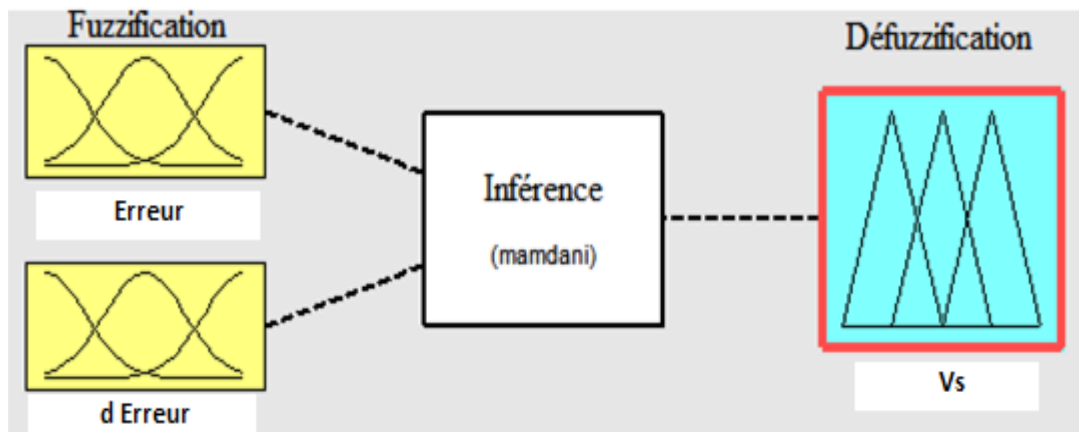 Fuzzification
Erreur
d Erreur
Inférence
(mamdani)
Défuzzification
Vs